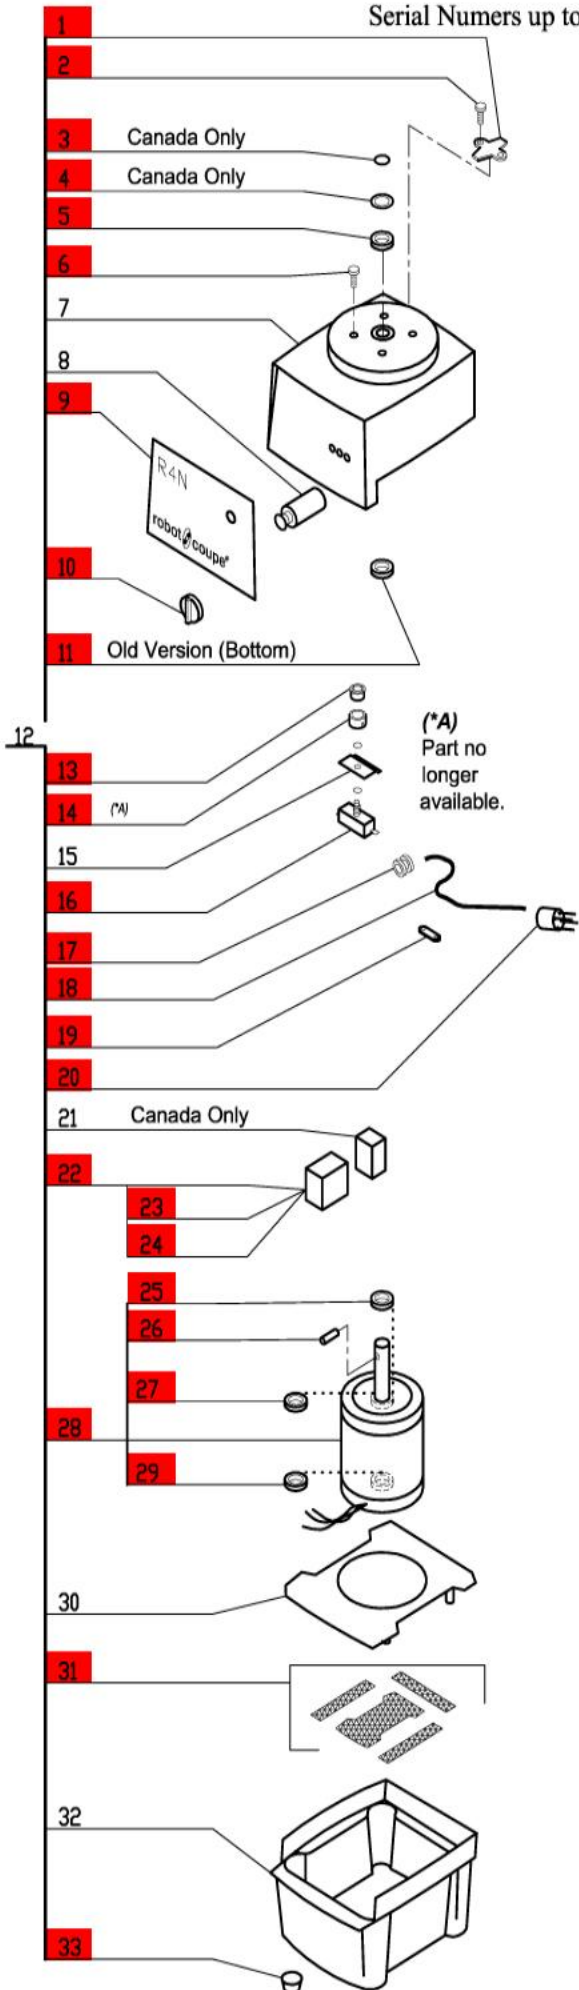 Serial Numers up to
1
2
3 Canada Only
4 Canada Only
5
6
7
8
9
R4N
robot coupe®
10
11 Old Version (Bottom)
12
(*A)
Part no
longer
available.
13
14 (*A)
15
16
17
18
19
20
21 Canada Only
22
23
24
25
26
27
28
29
30
31
32
33